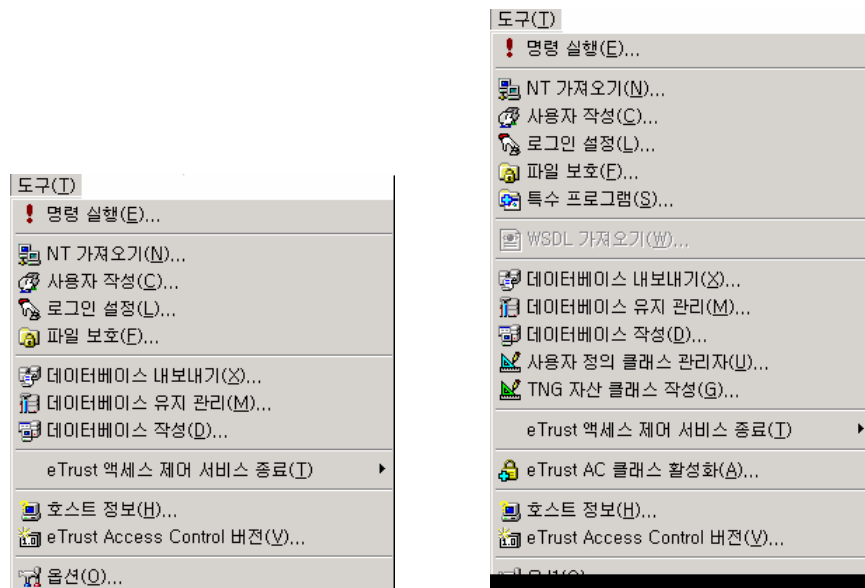 도구(T)
명령 실행(E)...
NT 가져오기(N)...
사용자 작성(C)...
로그인 설정(L)...
파일 보호(F)...
데이터베이스 내보내기(X)...
데이터베이스 유지 관리(M)...
데이터베이스 작성(D)...
eTrust 액세스 제어 서비스 종료(T)
호스트 정보(H)...
eTrust Access Control 버전(V)...
옵션(O)...
도구(T)
명령 실행(E)...
NT 가져오기(N)...
사용자 작성(C)...
로그인 설정(L)...
파일 보호(F)...
특수 프로그램(S)...
WSDL 가져오기(W)...
데이터베이스 내보내기(X)...
데이터베이스 유지 관리(M)...
데이터베이스 작성(D)...
사용자 정의 클래스 관리자(U)...
TNG 자산 클래스 작성(G)...
eTrust 액세스 제어 서비스 종료(T)
eTrust AC 클래스 활성화(A)...
호스트 정보(H)...
eTrust Access Control 버전(V)...